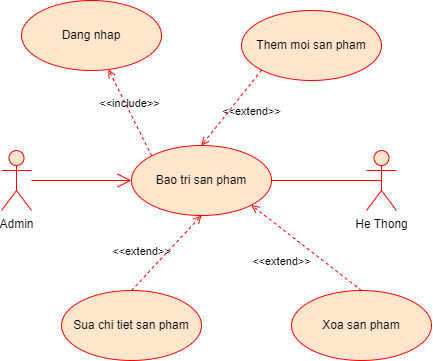 Dang nhap
Them moi san pham
<<include>>
<<extend>>
Bao tri san pham
Admin
He Thong
<<extend>>
<<extend>>
Sua chi tiet san pham
Xoa san pham